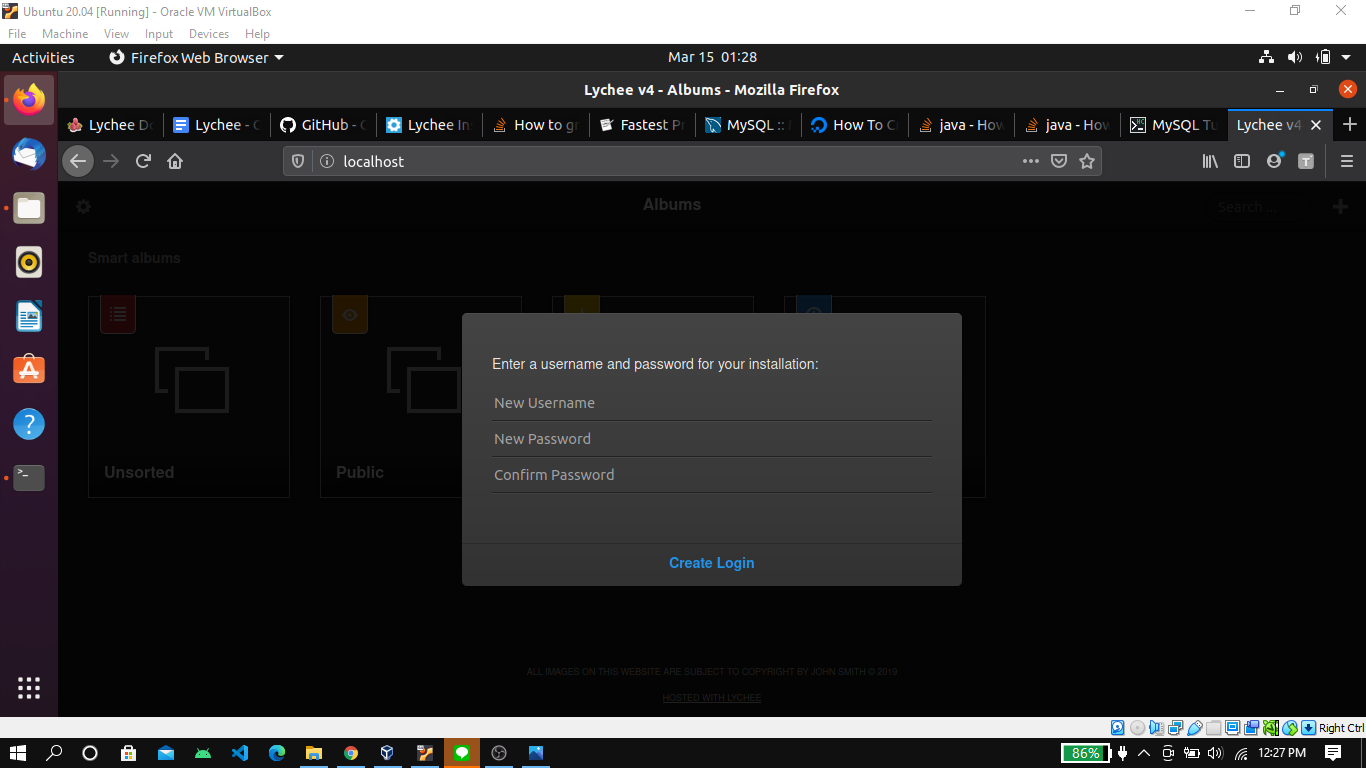 Ubuntu 20.04 [Running] - Oracle VM VirtualBox
File Machine View Input Devices Help
Activities Firefox Web Browser Mar 15 01:28
Lychee v4 - Albums - Mozilla Firefox
Lychee Do Lychee - C GitHub - C Lychee In How to gr Fastest Pr MySQL :: How To C java - How java - How MySQL Tu Lychee v4
localhost
Albums Search ...
Smart albums
Unsorted Public
Enter a username and password for your installation:
New Username
New Password
Confirm Password
Create Login
ALL IMAGES ON THIS WEBSITE ARE SUBJECT TO COPYRIGHT BY JOHN SMITH © 2019
HOSTED WITH LYCHEE
Right Ctrl
86% 12:27 PM